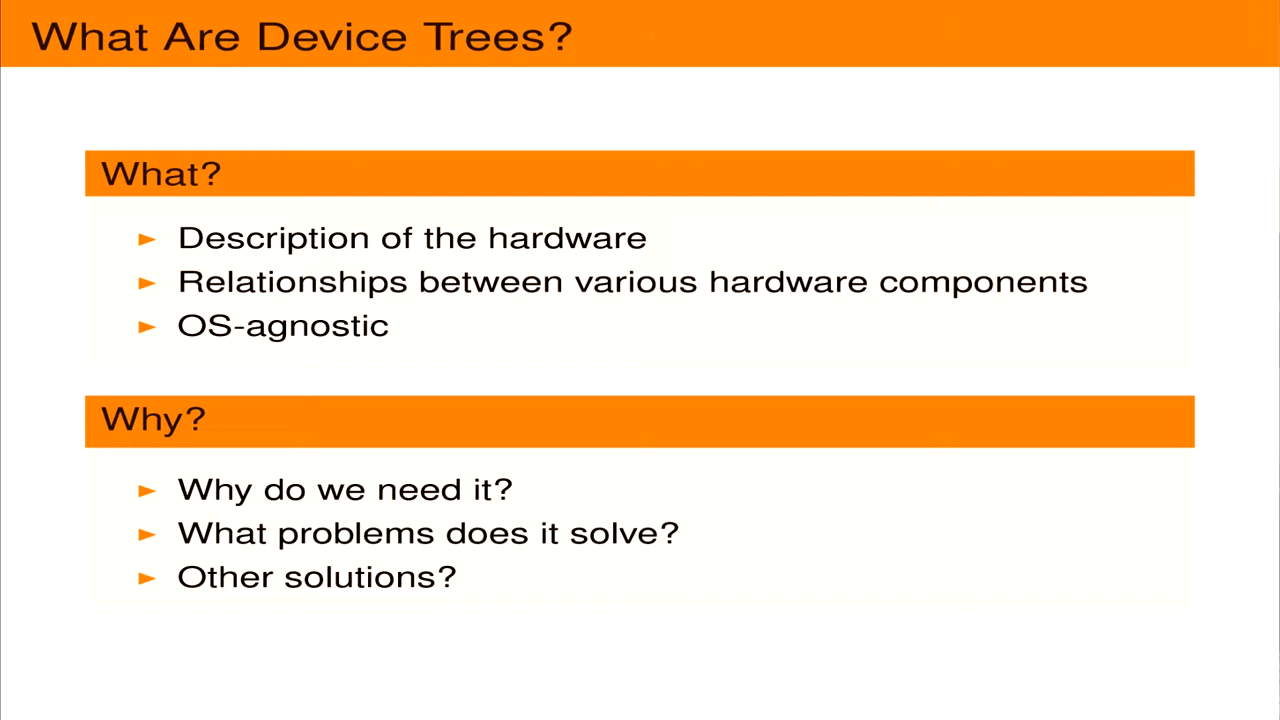 What Are Device Trees?
What?
Description of the hardware
Relationships between various hardware components
OS-agnostic
Why?
Why do we need it?
What problems does it solve?
Other solutions?